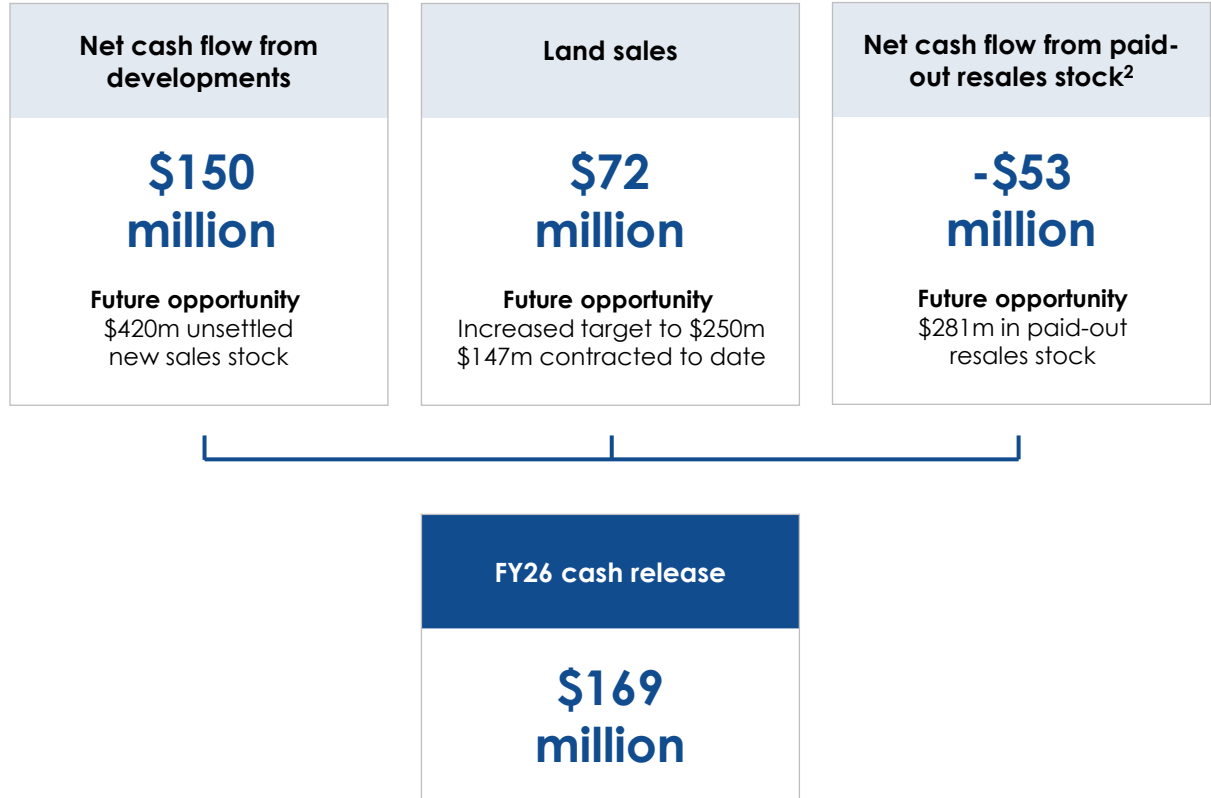 Net cash flow from
developments
$150
million
Future opportunity
$420m unsettled
new sales stock
Land sales
$72
million
Future opportunity
Increased target to $250m
$147m contracted to date
Net cash flow from paid-
out resales stock²
-$53
million
Future opportunity
$281m in paid-out
resales stock
FY26 cash release
$169
million